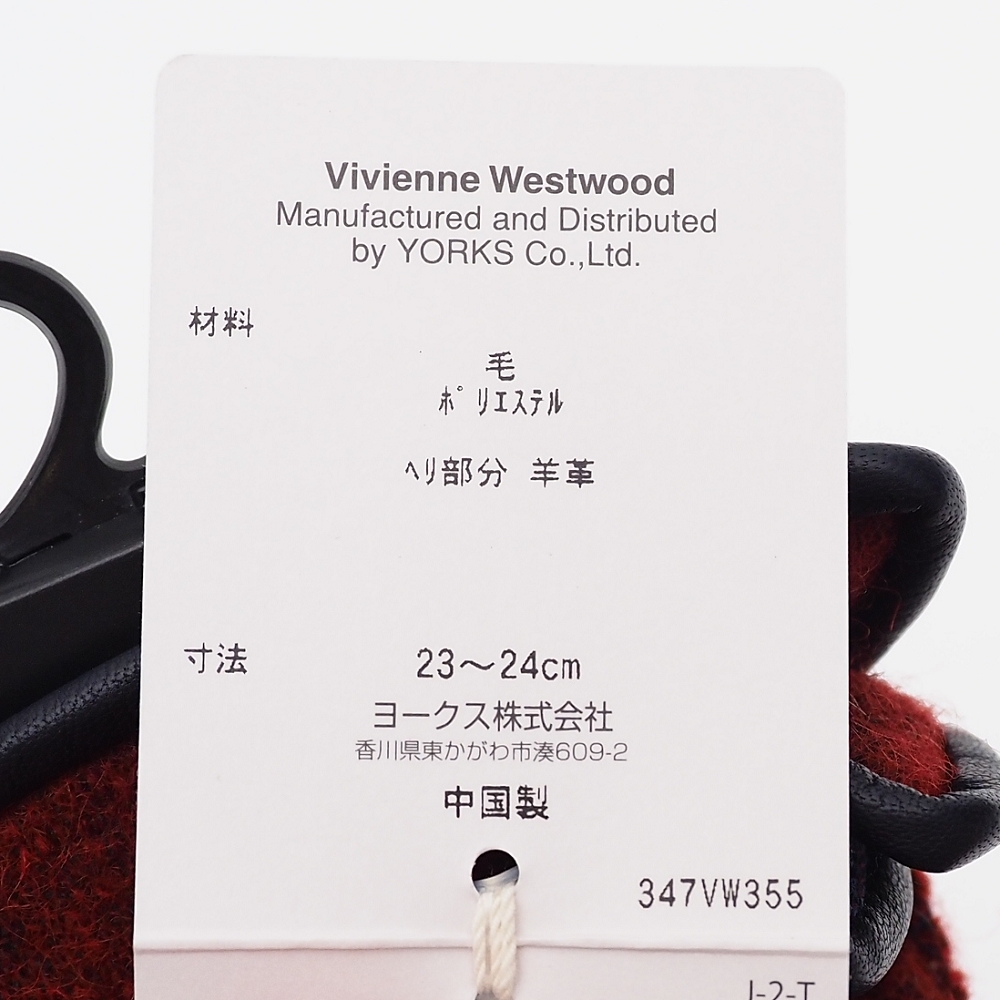 Vivienne Westwood
Manufactured and Distributed
by YORKS Co.,Ltd.
材料
毛
ポリエステル
ヘリ部分 羊革
寸法 23～24cm
ヨークス株式会社
香川県東かがわ市湊609-2
中国製
347VW355
J-2-T